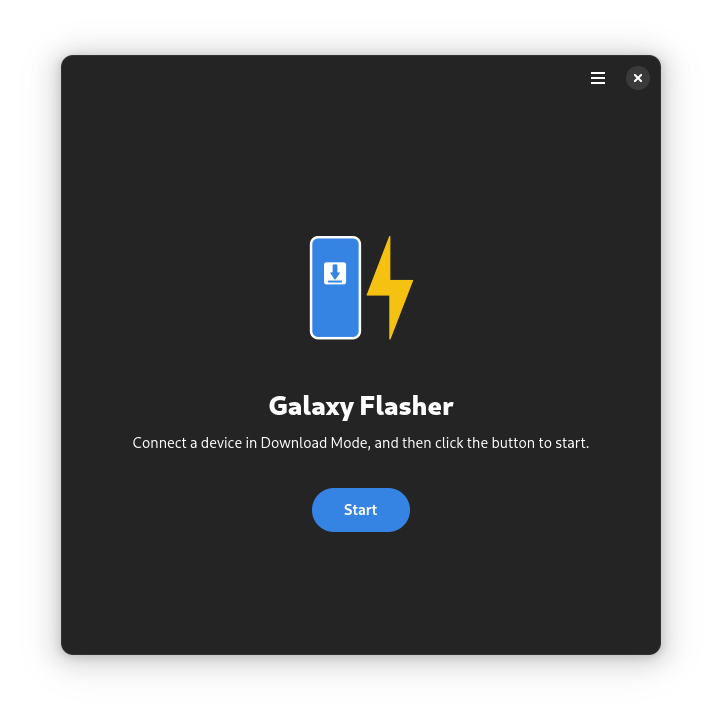 Galaxy Flasher
Connect a device in Download Mode, and then click the button to start.
Start